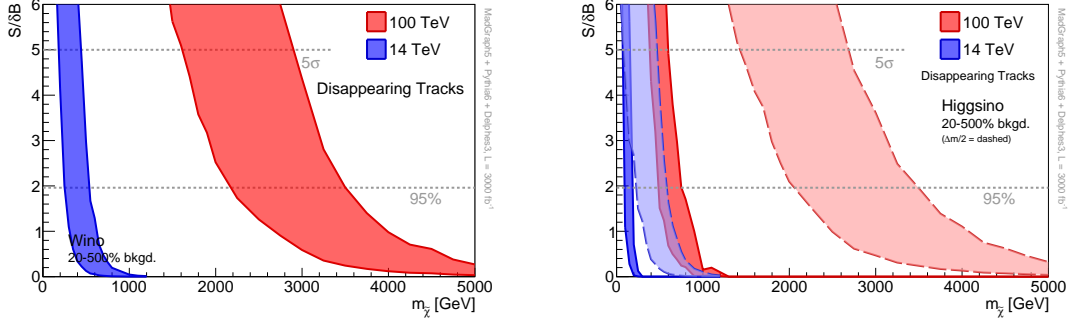 S/δB
6
5
4
3
2
1
0
100 TeV
14 TeV
5σ
Disappearing Tracks
95%
Wino
20-500% bkgd.
0 1000 2000 3000 4000 5000
m_χ̃ [GeV]
MadGraph5 + Pythia6 + Delphes3, L = 3000 fb⁻¹
S/δB
6
5
4
3
2
1
0
100 TeV
14 TeV
5σ
Disappearing Tracks
Higgsino
20-500% bkgd.
(Δm/2 = dashed)
95%
0 1000 2000 3000 4000 5000
m_χ̃ [GeV]
MadGraph5 + Pythia6 + Delphes3, L = 3000 fb⁻¹